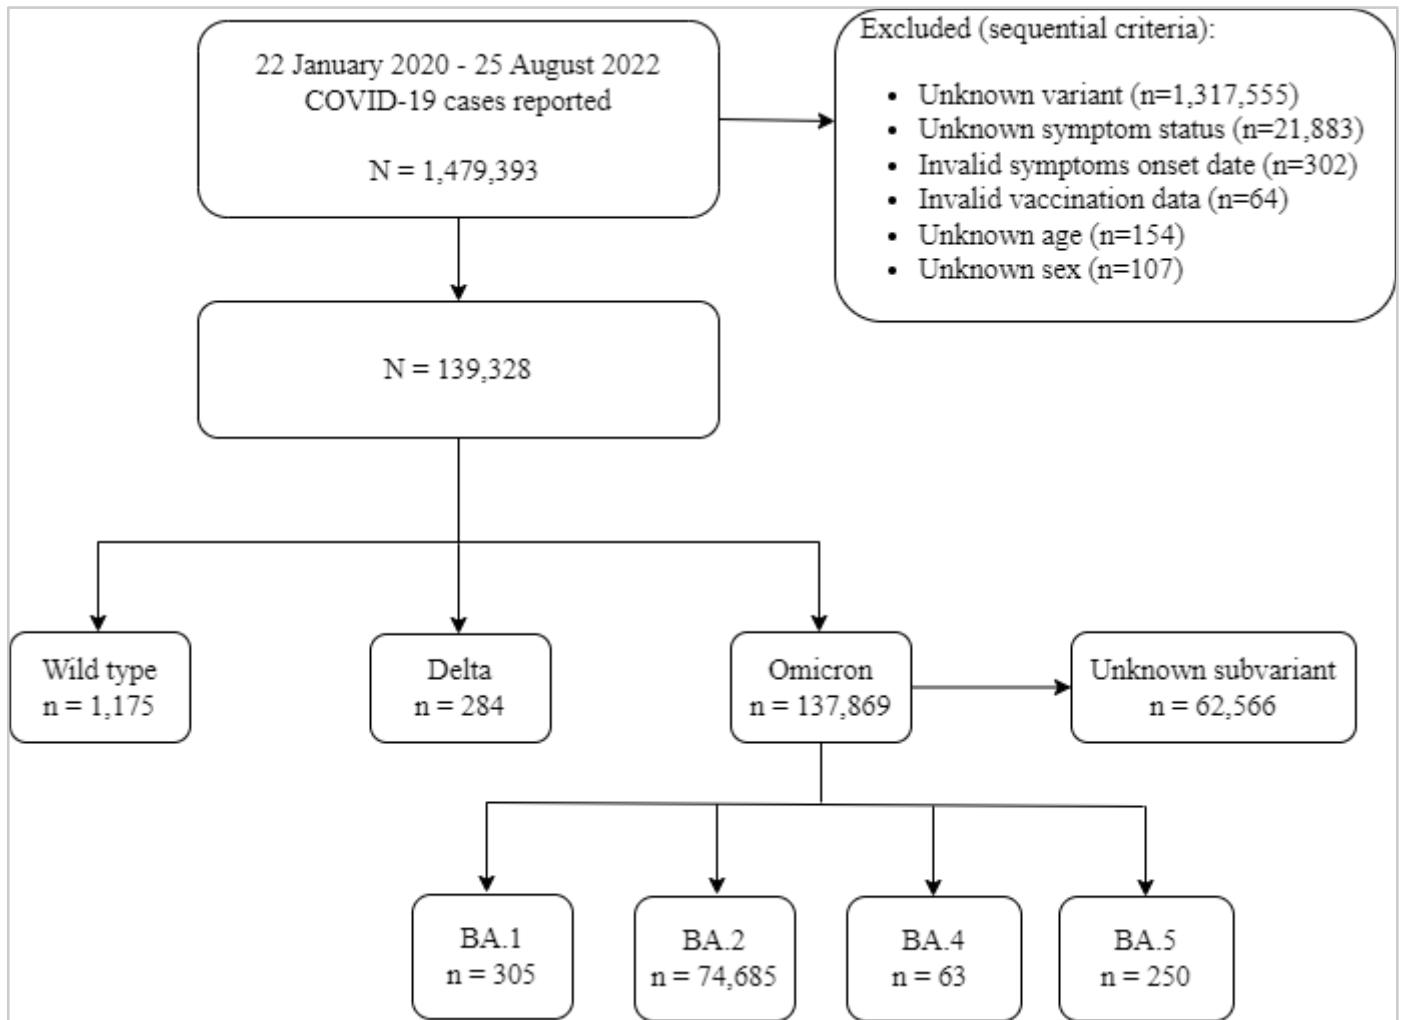 22 January 2020 - 25 August 2022
COVID-19 cases reported
N = 1,479,393
Excluded (sequential criteria):
• Unknown variant (n=1,317,555)
• Unknown symptom status (n=21,883)
• Invalid symptoms onset date (n=302)
• Invalid vaccination data (n=64)
• Unknown age (n=154)
• Unknown sex (n=107)
N = 139,328
Wild type
n = 1,175
Delta
n = 284
Omicron
n = 137,869
Unknown subvariant
n = 62,566
BA.1
n = 305
BA.2
n = 74,685
BA.4
n = 63
BA.5
n = 250